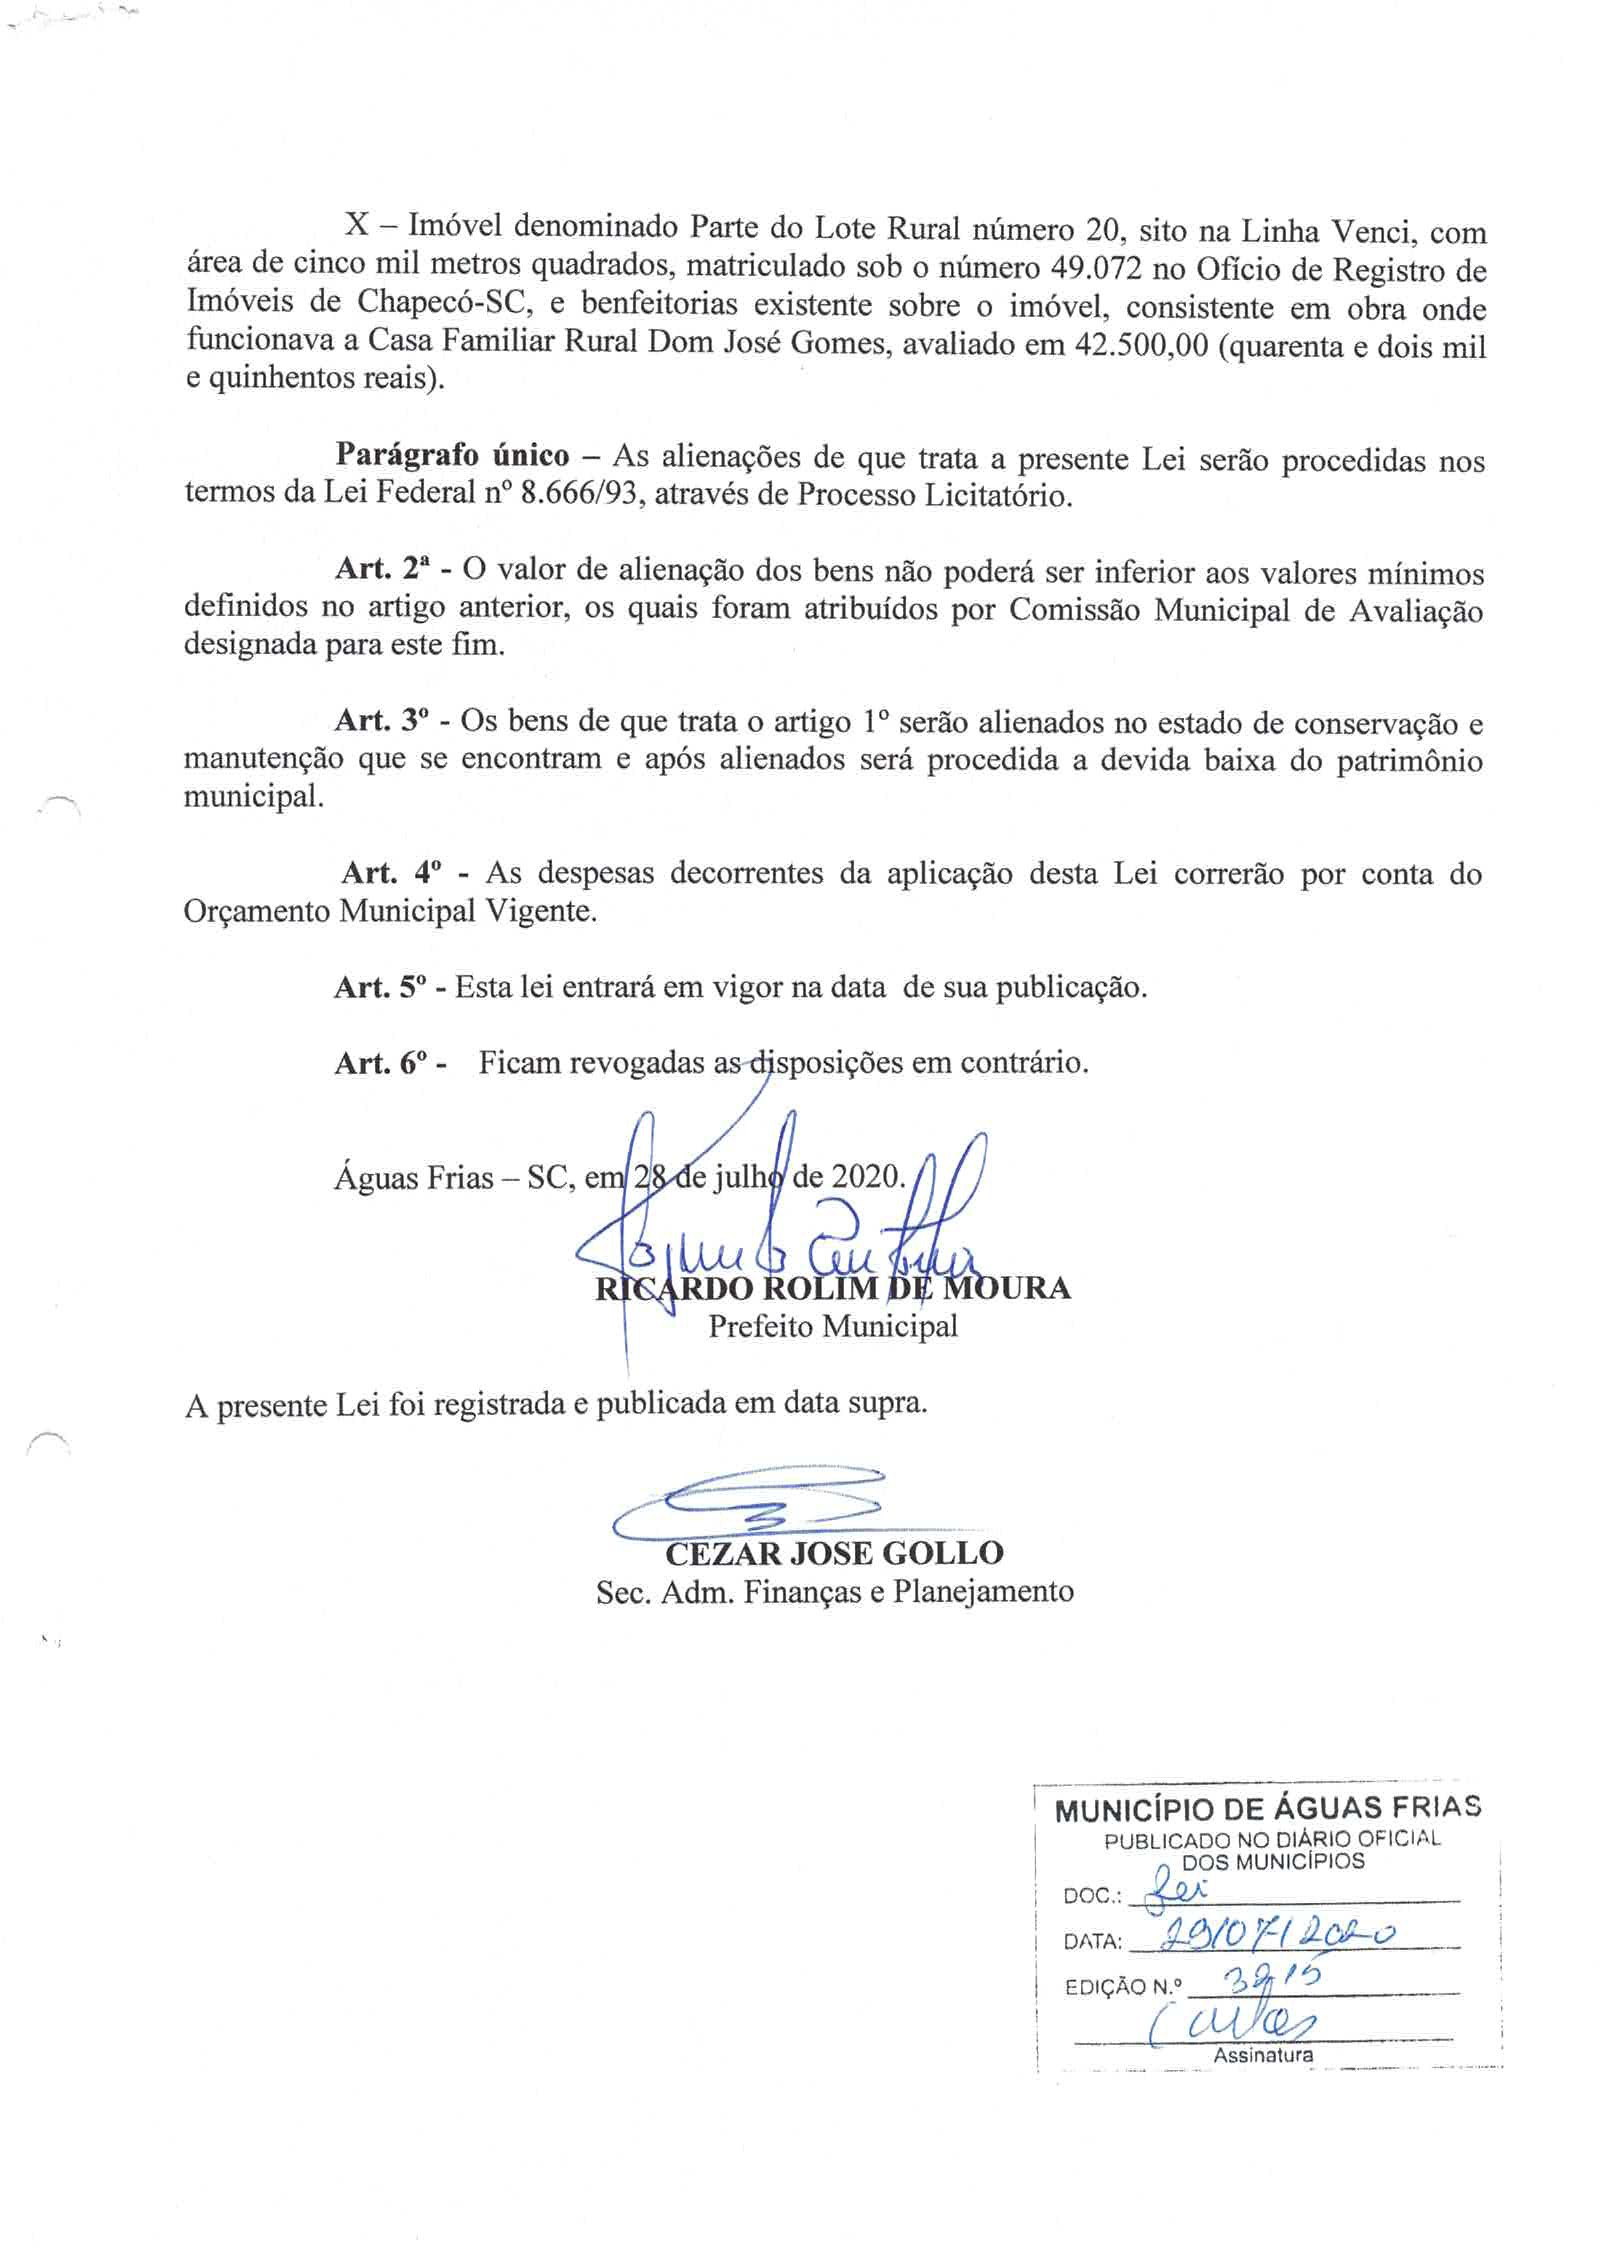 X – Imóvel denominado Parte do Lote Rural número 20, sito na Linha Venci, com
área de cinco mil metros quadrados, matriculado sob o número 49.072 no Ofício de Registro de
Imóveis de Chapecó-SC, e benfeitorias existente sobre o imóvel, consistente em obra onde
funcionava a Casa Familiar Rural Dom José Gomes, avaliado em 42.500,00 (quarenta e dois mil
e quinhentos reais).
Parágrafo único – As alienações de que trata a presente Lei serão procedidas nos
termos da Lei Federal nº 8.666/93, através de Processo Licitatório.
Art. 2ª - O valor de alienação dos bens não poderá ser inferior aos valores mínimos
definidos no artigo anterior, os quais foram atribuídos por Comissão Municipal de Avaliação
designada para este fim.
Art. 3º - Os bens de que trata o artigo 1º serão alienados no estado de conservação e
manutenção que se encontram e após alienados será procedida a devida baixa do patrimônio
municipal.
Art. 4º - As despesas decorrentes da aplicação desta Lei correrão por conta do
Orçamento Municipal Vigente.
Art. 5º - Esta lei entrará em vigor na data de sua publicação.
Art. 6º - Ficam revogadas as disposições em contrário.
Águas Frias – SC, em 28 de julho de 2020.
RICARDO ROLIM DE MOURA
Prefeito Municipal
A presente Lei foi registrada e publicada em data supra.
CEZAR JOSE GOLLO
Sec. Adm. Finanças e Planejamento
MUNICÍPIO DE ÁGUAS FRIAS
PUBLICADO NO DIÁRIO OFICIAL
DOS MUNICÍPIOS
DOC.: Lei
DATA: 29/07/2020
EDIÇÃO N.º
Assinatura